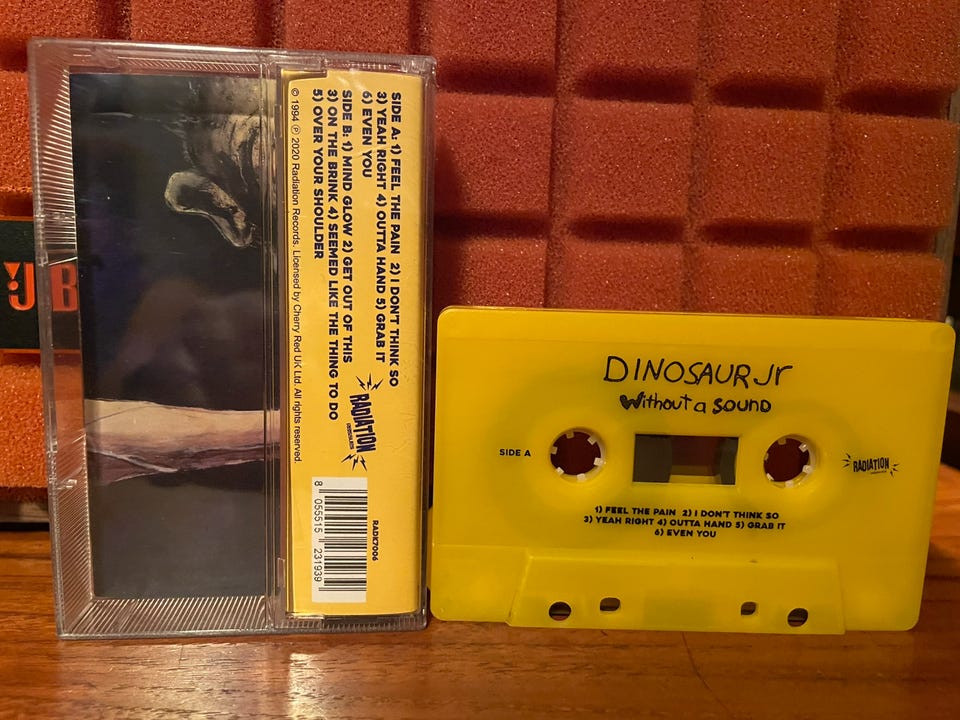 SIDE A: 1) FEEL THE PAIN 2) I DON'T THINK SO
3) YEAH RIGHT 4) OUTTA HAND 5) GRAB IT
6) EVEN YOU
SIDE B: 1) MIND GLOW 2) GET OUT OF THIS
3) ON THE BRINK 4) SEEMED LIKE THE THING TO DO
5) OVER YOUR SHOULDER
© 1994 ℗ 2020 Radiation Records. Licensed by Cherry Red UK Ltd. All rights reserved.
RADIATION
RADK7006
8 055515 231939
JB
DINOSAUR Jr
Without a SOUND
SIDE A
RADIATION
1) FEEL THE PAIN 2) I DON'T THINK SO
3) YEAH RIGHT 4) OUTTA HAND 5) GRAB IT
6) EVEN YOU